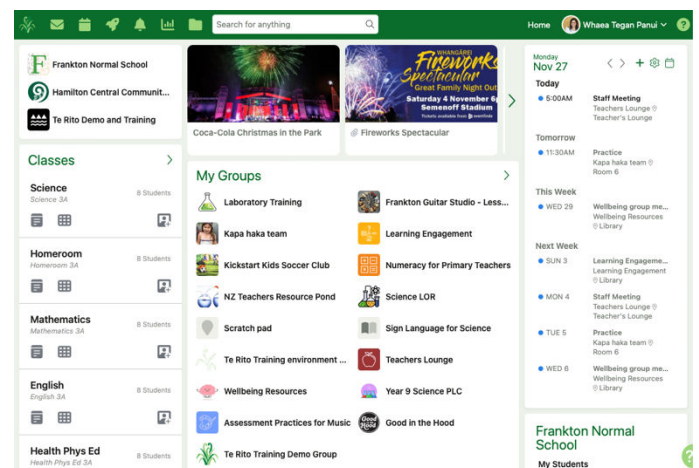 Search for anything
Home
Whaea Tegan Panui
?
F
Frankton Normal School
Hamilton Central Communit...
Te Rito Demo and Training
Classes
Science
Science 3A
8 Students
Homeroom
Homeroom 3A
8 Students
Mathematics
Mathematics 3A
8 Students
English
English 3A
8 Students
Health Phys Ed
Health Phys Ed 3A
8 Students
Coca-Cola Christmas in the Park
WHANGĀREI
Fireworks
Spectacular
Great Family Night Out
Saturday 4 November 6p
Semenoff Stadium
Tickets available from eventfinda
Fireworks Spectacular
My Groups
Laboratory Training
Frankton Guitar Studio - Less...
Kapa haka team
Learning Engagement
Kickstart Kids Soccer Club
Numeracy for Primary Teachers
NZ Teachers Resource Pond
Science LOR
Scratch pad
Sign Language for Science
Te Rito Training environment ...
Teachers Lounge
Wellbeing Resources
Year 9 Science PLC
Assessment Practices for Music
Good in the Hood
Te Rito Training Demo Group
Monday
Nov 27
Today
5:00AM
Staff Meeting
Teachers Lounge
Teacher's Lounge
Tomorrow
11:30AM
Practice
Kapa haka team
Room 6
This Week
WED 29
Wellbeing group me...
Wellbeing Resources
Library
Next Week
SUN 3
Learning Engageme...
Learning Engagement
Library
MON 4
Staff Meeting
Teachers Lounge
Teacher's Lounge
TUE 5
Practice
Kapa haka team
Room 6
WED 6
Wellbeing group me...
Wellbeing Resources
Library
Frankton Normal
School
My Students
?